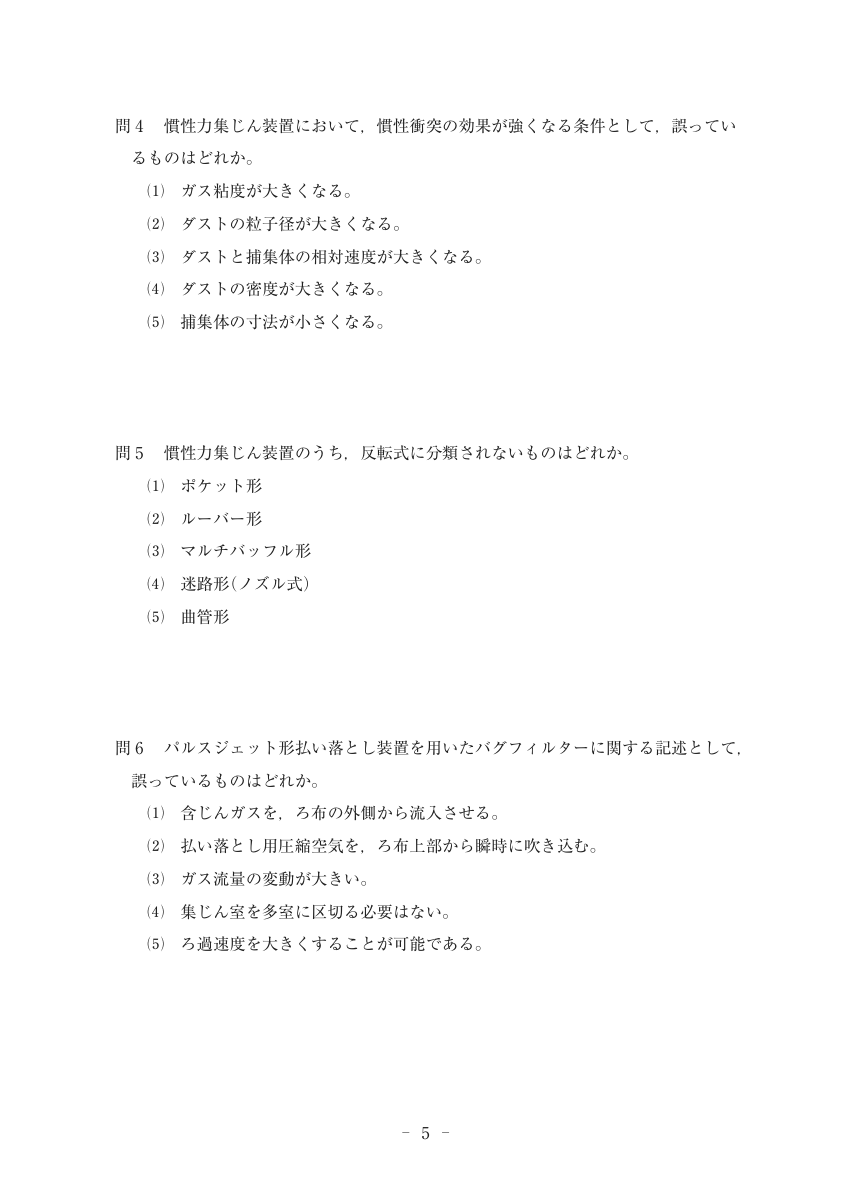 問４　慣性力集じん装置において，慣性衝突の効果が強くなる条件として，誤ってい
るものはどれか。
⑴　ガス粘度が大きくなる。
⑵　ダストの粒子径が大きくなる。
⑶　ダストと捕集体の相対速度が大きくなる。
⑷　ダストの密度が大きくなる。
⑸　捕集体の寸法が小さくなる。
問５　慣性力集じん装置のうち，反転式に分類されないものはどれか。
⑴　ポケット形
⑵　ルーバー形
⑶　マルチバッフル形
⑷　迷路形(ノズル式)
⑸　曲管形
問６　パルスジェット形払い落とし装置を用いたバグフィルターに関する記述として，
誤っているものはどれか。
⑴　含じんガスを，ろ布の外側から流入させる。
⑵　払い落とし用圧縮空気を，ろ布上部から瞬時に吹き込む。
⑶　ガス流量の変動が大きい。
⑷　集じん室を多室に区切る必要はない。
⑸　ろ過速度を大きくすることが可能である。
- 5 -